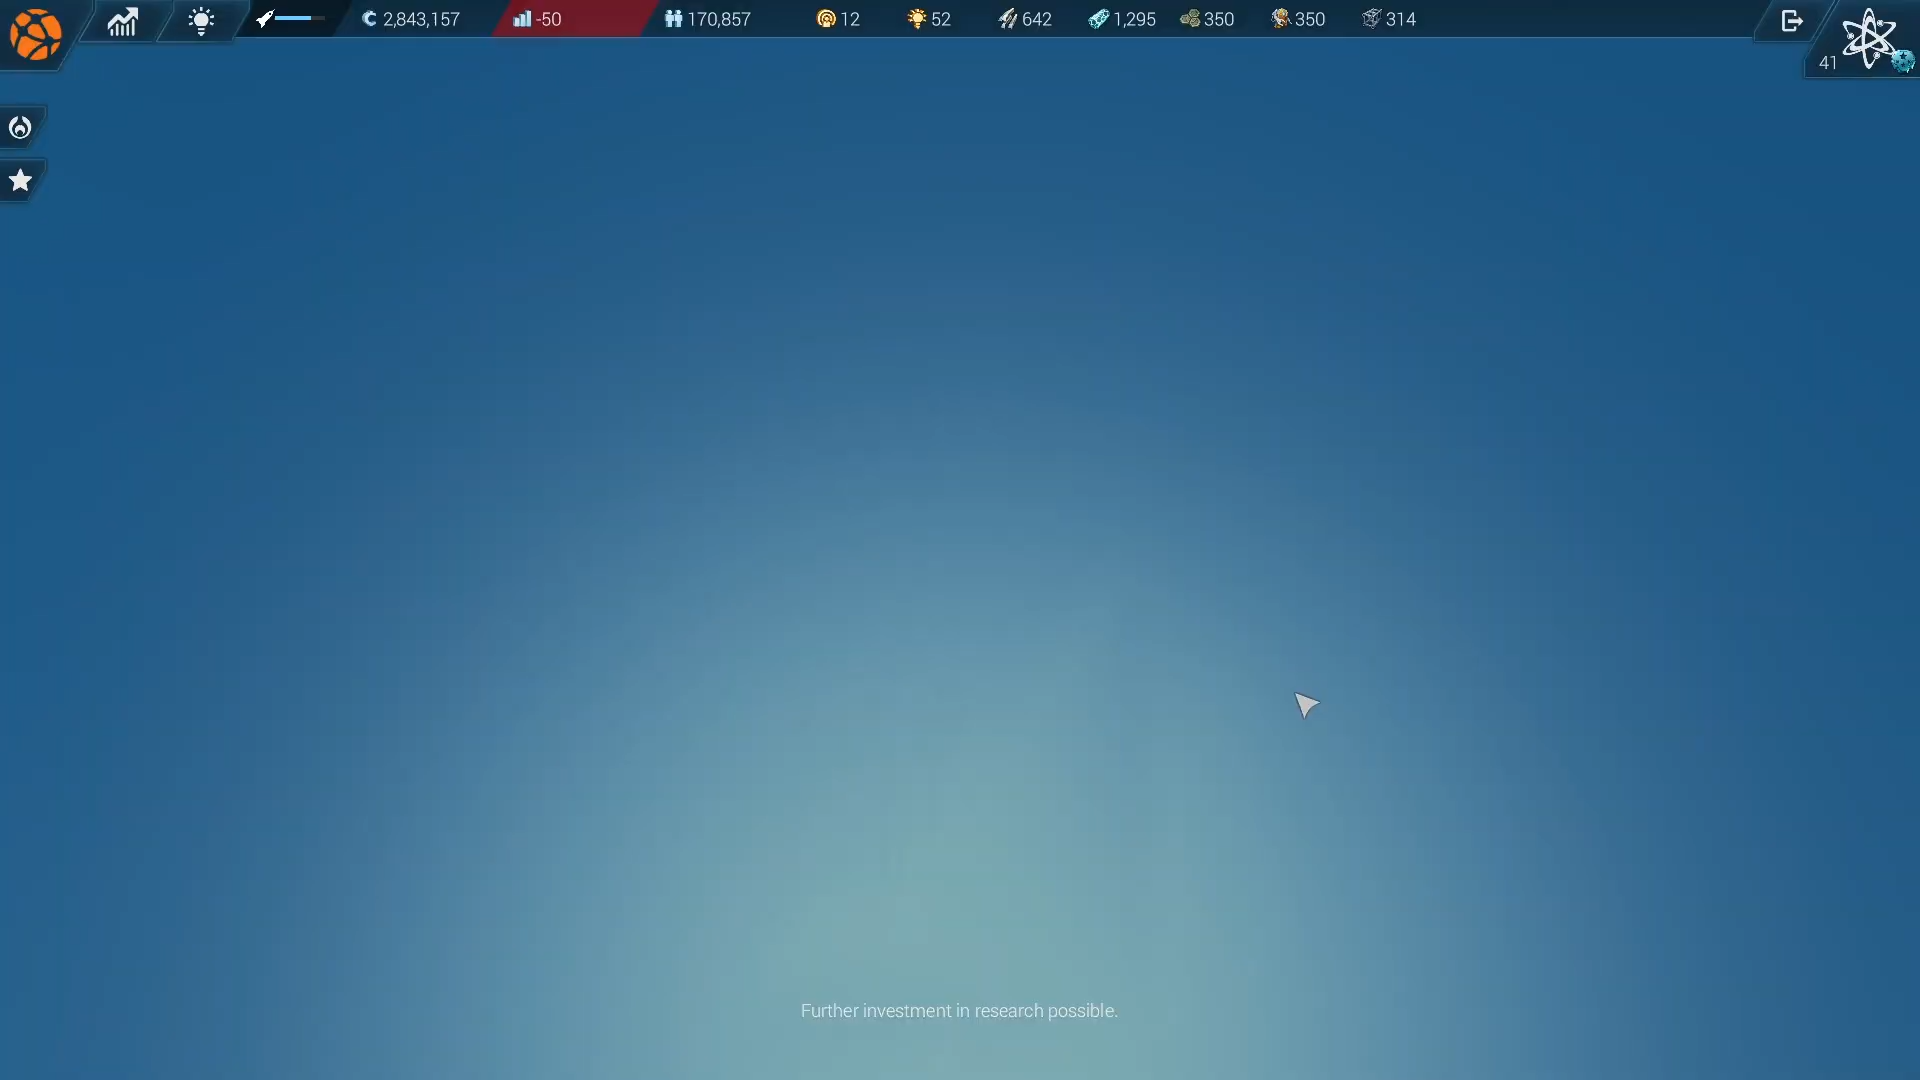 2,843,157 -50 170,857 12 52 642 1,295 350 350 314
41
Further investment in research possible.